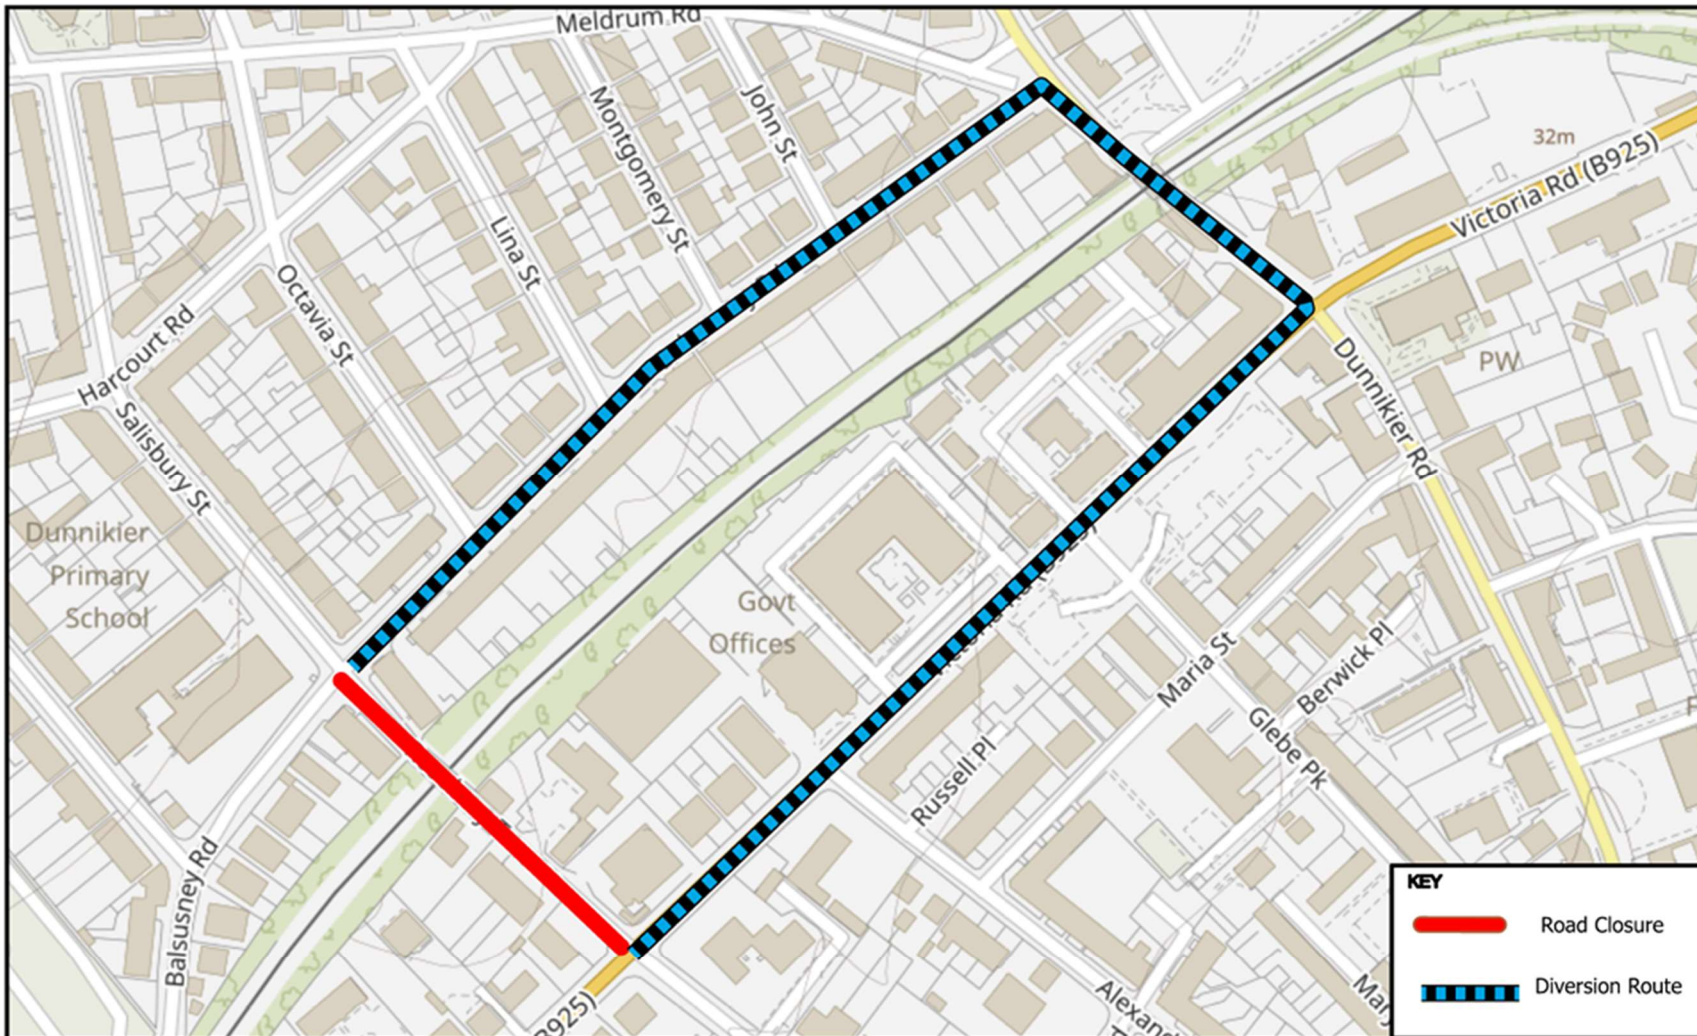 Meldrum Rd
John St
Montgomery St
32m
Victoria Rd (B925)
Lina St
Octavia St
Harcourt Rd
Salisbury St
PW
Dunnikier Rd
Dunnikier
Primary
School
Govt
Offices
Maria St
Berwick Pl
Glebe Pk
Russell Pl
Balsusney Rd
KEY
Road Closure
Diversion Route